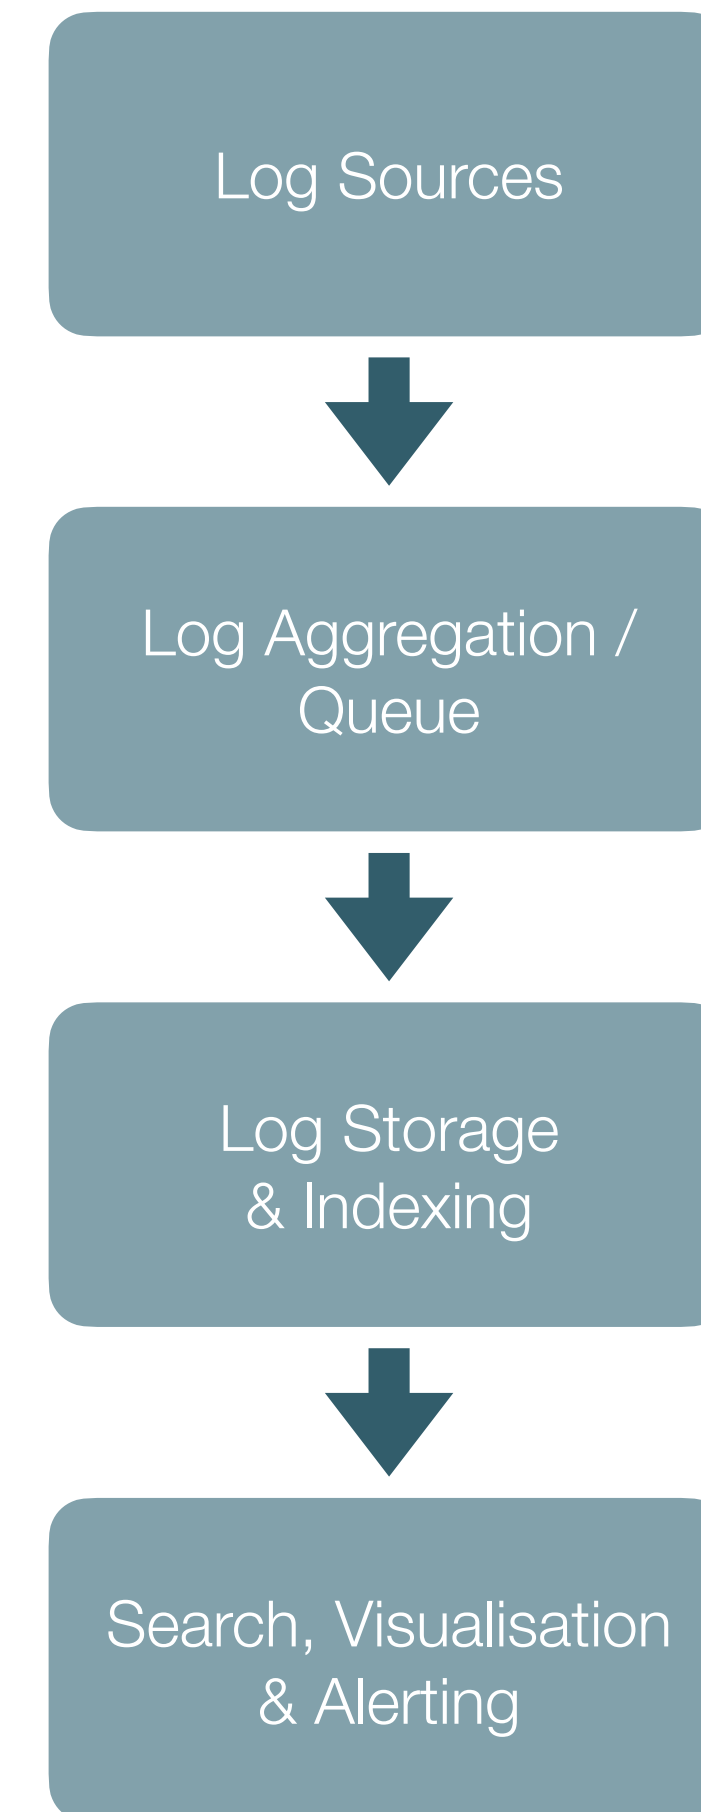 Log Sources
Log Aggregation /
Queue
Log Storage
& Indexing
Search, Visualisation
& Alerting